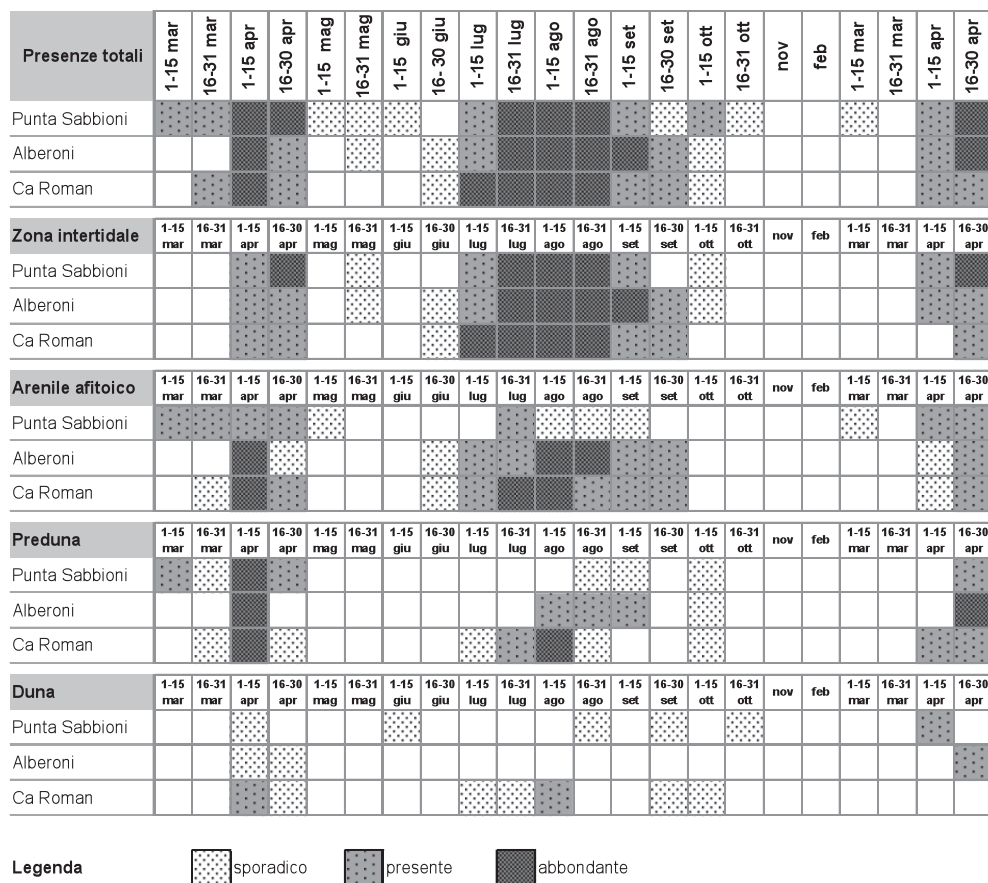 Presenze totali 1-15 mar 16-31 mar 1-15 apr 16-30 apr 1-15 mag 16-31 mag 1-15 giu 16- 30 giu 1-15 lug 16-31 lug 1-15 ago 16-31 ago 1-15 set 16-30 set 1-15 ott 16-31 ott nov feb 1-15 mar 16-31 mar 1-15 apr 16-30 apr
Punta Sabbioni
Alberoni
Ca Roman
Zona intertidale 1-15 mar 16-31 mar 1-15 apr 16-30 apr 1-15 mag 16-31 mag 1-15 giu 16-30 giu 1-15 lug 16-31 lug 1-15 ago 16-31 ago 1-15 set 16-30 set 1-15 ott 16-31 ott nov feb 1-15 mar 16-31 mar 1-15 apr 16-30 apr
Punta Sabbioni
Alberoni
Ca Roman
Arenile afitoico 1-15 mar 16-31 mar 1-15 apr 16-30 apr 1-15 mag 16-31 mag 1-15 giu 16-30 giu 1-15 lug 16-31 lug 1-15 ago 16-31 ago 1-15 set 16-30 set 1-15 ott 16-31 ott nov feb 1-15 mar 16-31 mar 1-15 apr 16-30 apr
Punta Sabbioni
Alberoni
Ca Roman
Preduna 1-15 mar 16-31 mar 1-15 apr 16-30 apr 1-15 mag 16-31 mag 1-15 giu 16-30 giu 1-15 lug 16-31 lug 1-15 ago 16-31 ago 1-15 set 16-30 set 1-15 ott 16-31 ott nov feb 1-15 mar 16-31 mar 1-15 apr 16-30 apr
Punta Sabbioni
Alberoni
Ca Roman
Duna 1-15 mar 16-31 mar 1-15 apr 16-30 apr 1-15 mag 16-31 mag 1-15 giu 16-30 giu 1-15 lug 16-31 lug 1-15 ago 16-31 ago 1-15 set 16-30 set 1-15 ott 16-31 ott nov feb 1-15 mar 16-31 mar 1-15 apr 16-30 apr
Punta Sabbioni
Alberoni
Ca Roman
Legenda sporadico presente abbondante